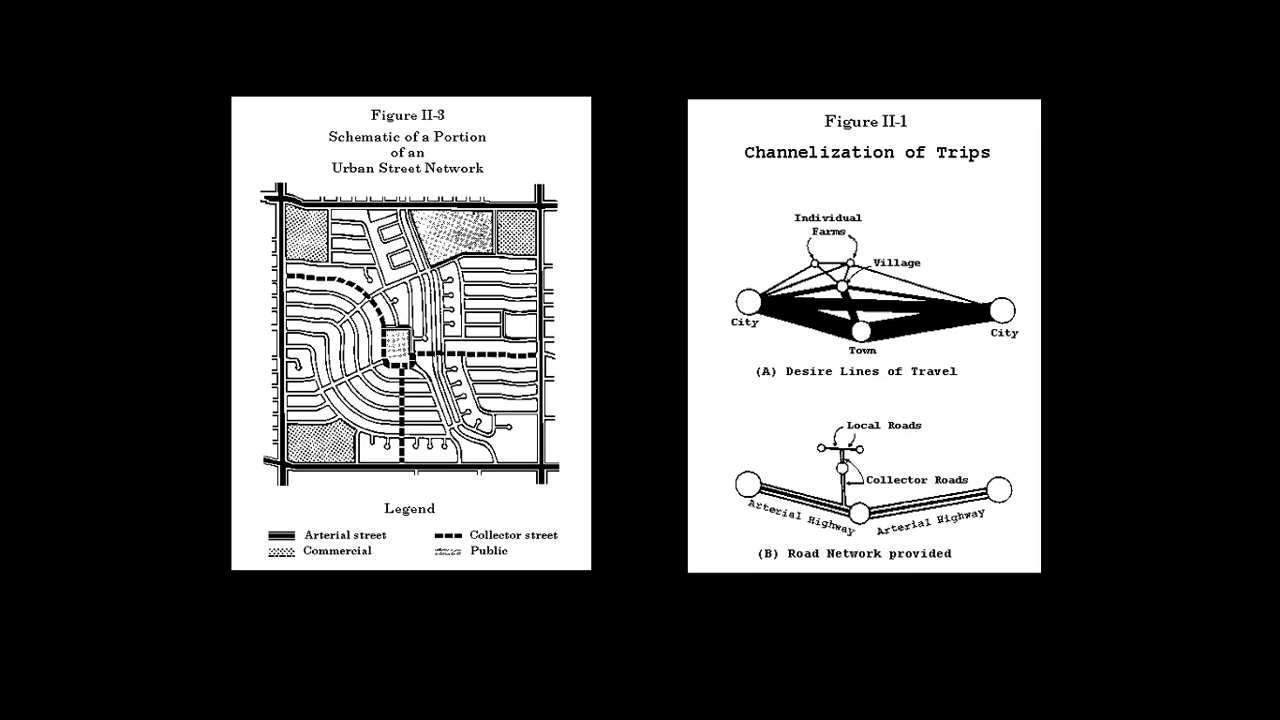 Figure II-3
Schematic of a Portion
of an
Urban Street Network
Legend
Arterial street
Collector street
Commercial
Public
Figure II-1
Channelization of Trips
Individual
Farms
Village
City
City
Town
(A) Desire Lines of Travel
Local Roads
Collector Roads
Arterial Highway
Arterial Highway
(B) Road Network provided